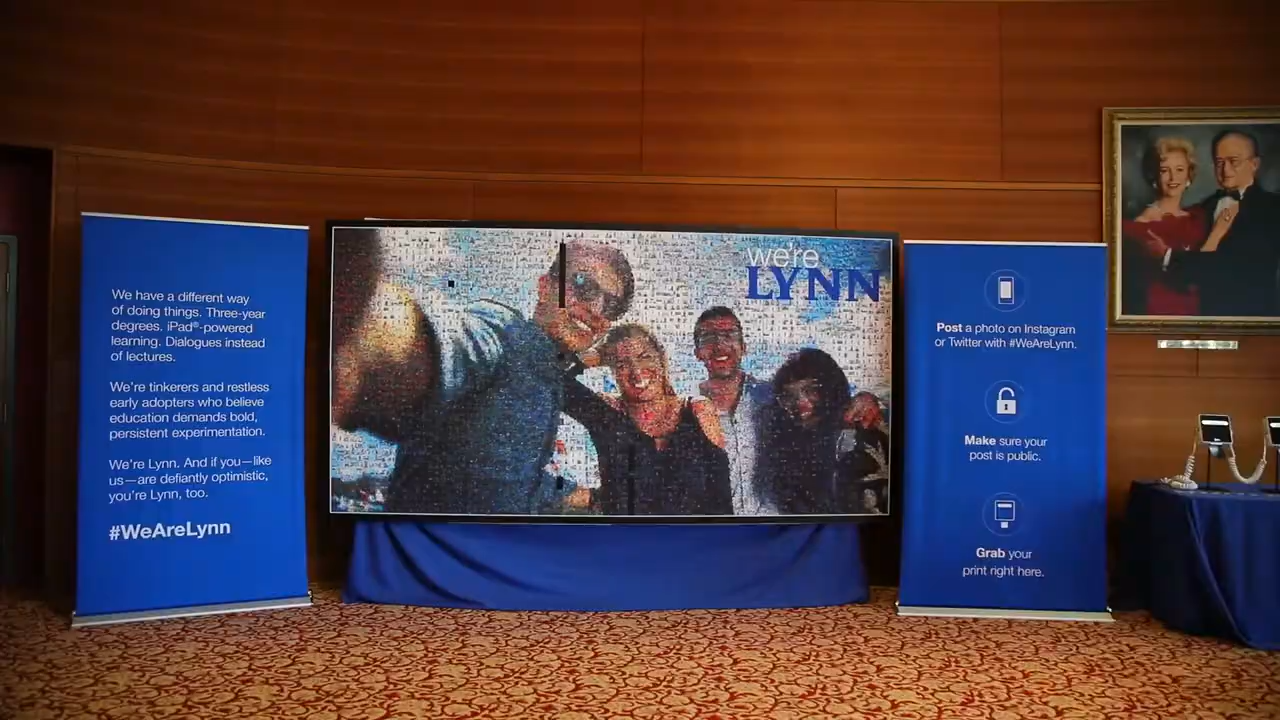 We have a different way
of doing things. Three-year
degrees. iPad®-powered
learning. Dialogues instead
of lectures.
We're tinkerers and restless
early adopters who believe
education demands bold,
persistent experimentation.
We're Lynn. And if you—like
us—are defiantly optimistic,
you're Lynn, too.
#WeAreLynn
we're
LYNN
Post a photo on Instagram
or Twitter with #WeAreLynn.
Make sure your
post is public.
Grab your
print right here.